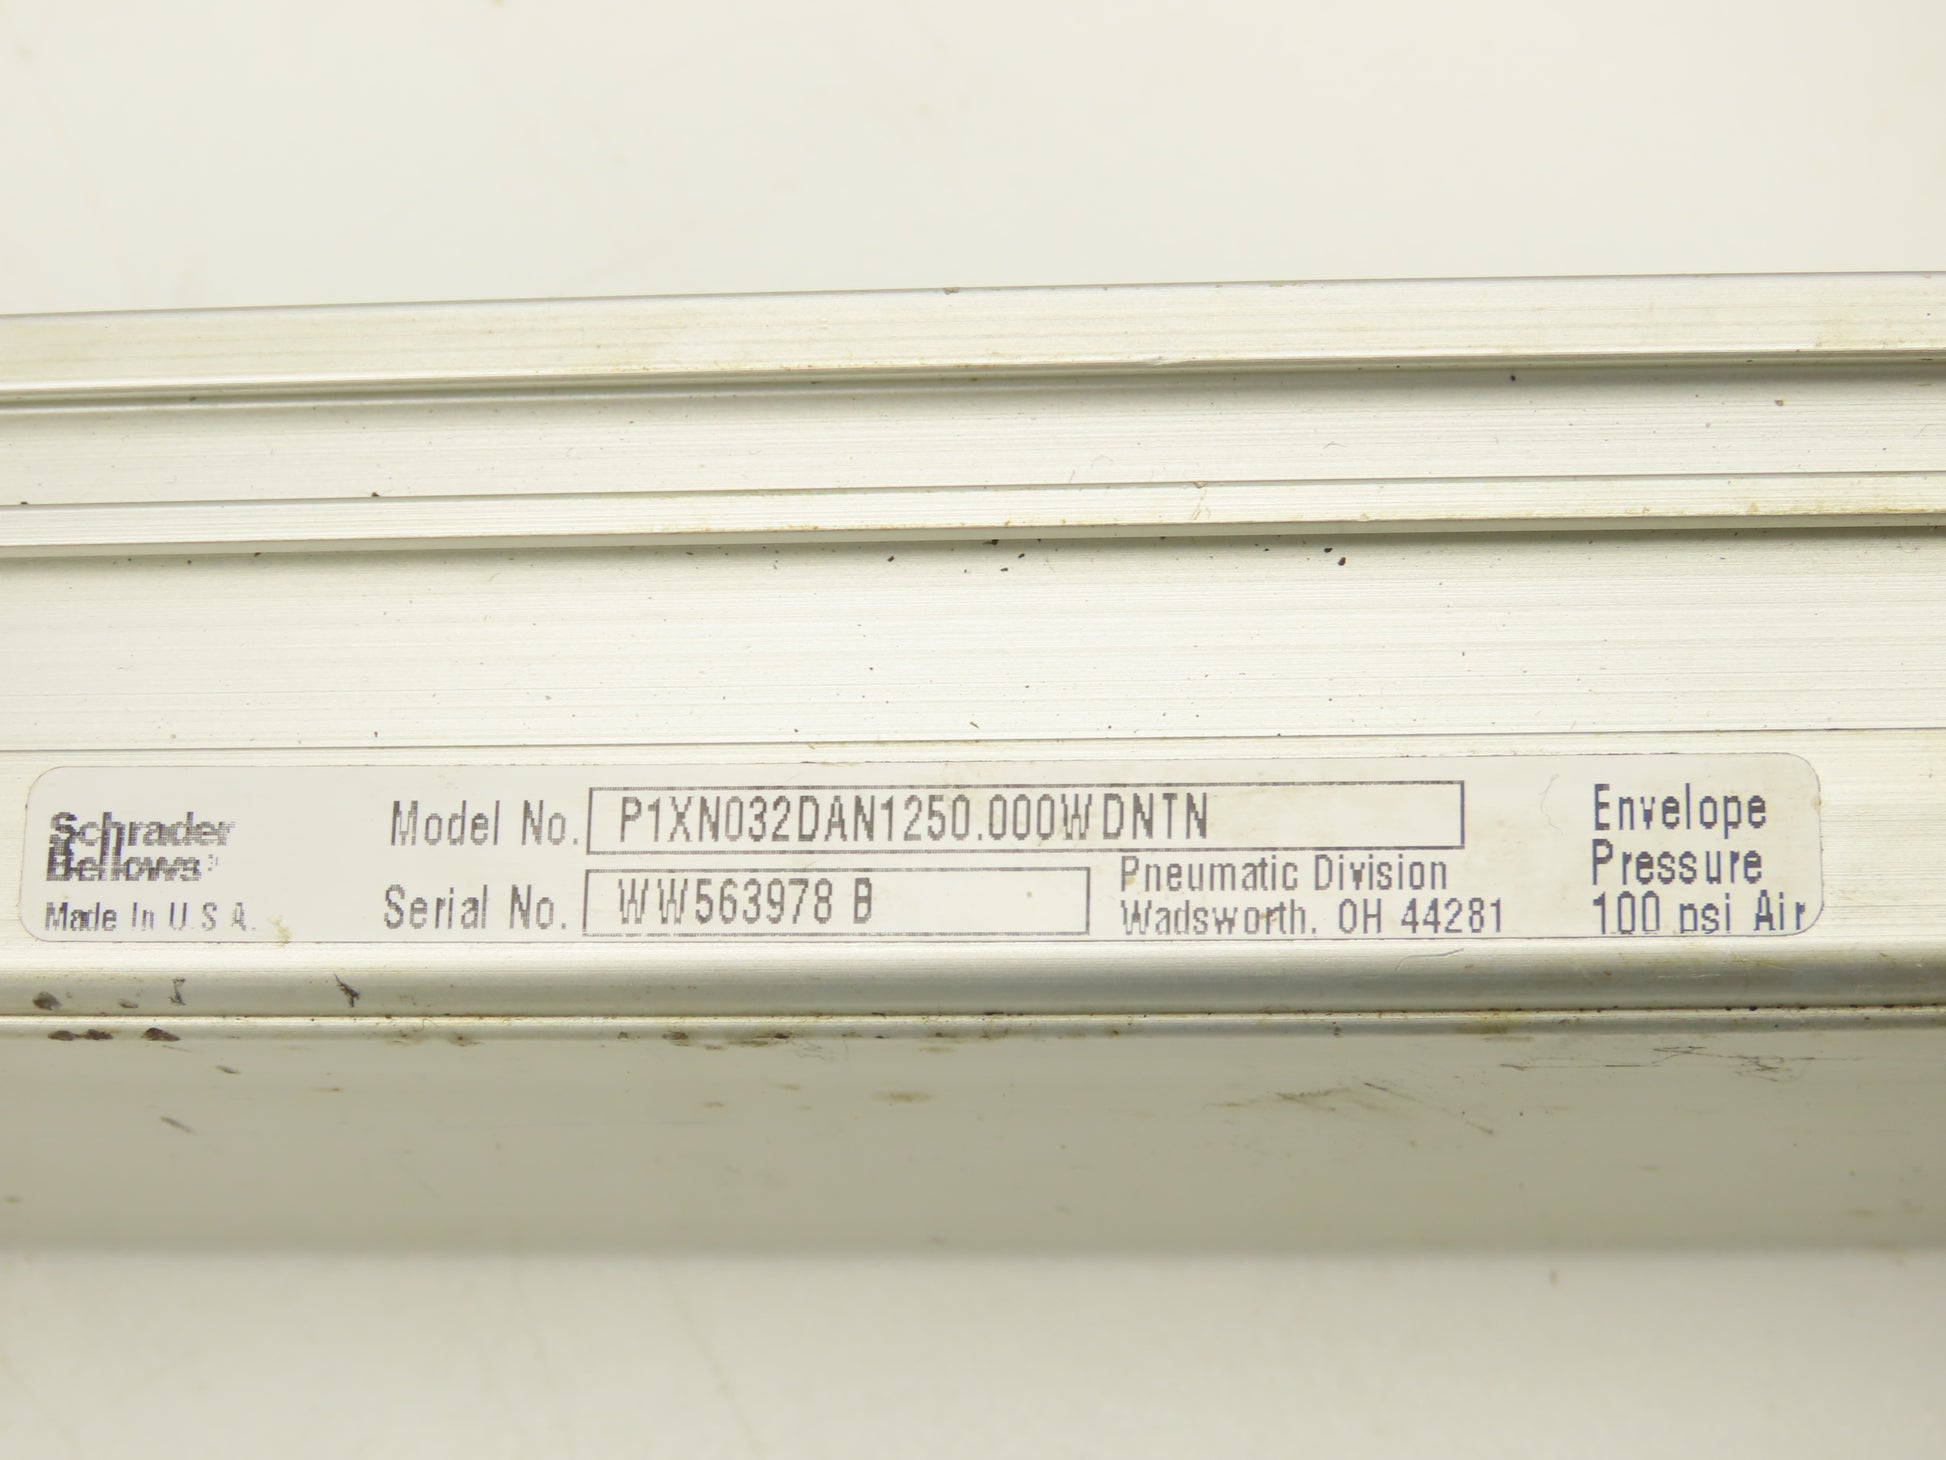 Schrader
Bellows
Made In U.S.A.
Model No. P1XN032DAN1250.000WDNTN
Serial No. WW563978 B
Pneumatic Division
Wadsworth, OH 44281
Envelope
Pressure
100 psi Air